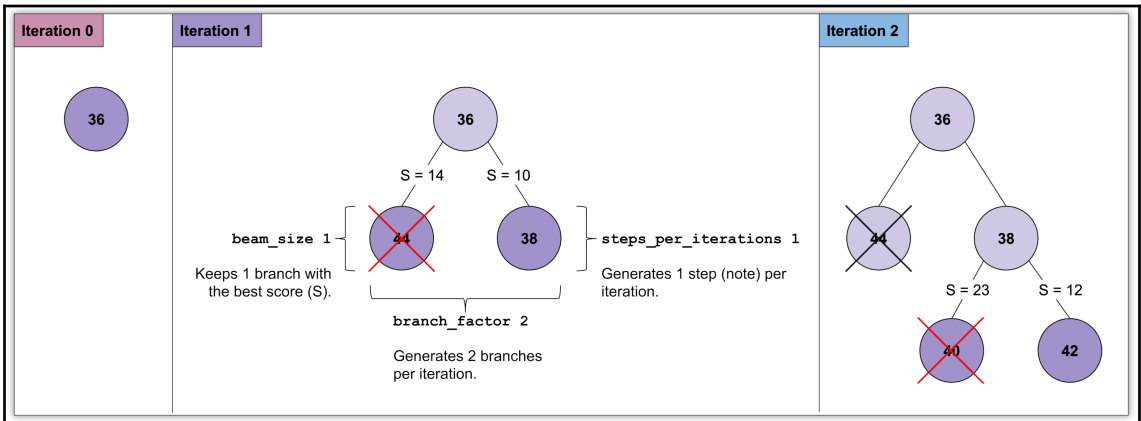 Iteration 0
36
Iteration 1
36
S = 14
S = 10
44
38
beam_size 1
Keeps 1 branch with
the best score (S).
steps_per_iterations 1
Generates 1 step (note) per
iteration.
branch_factor 2
Generates 2 branches
per iteration.
Iteration 2
36
44
38
S = 23
S = 12
40
42